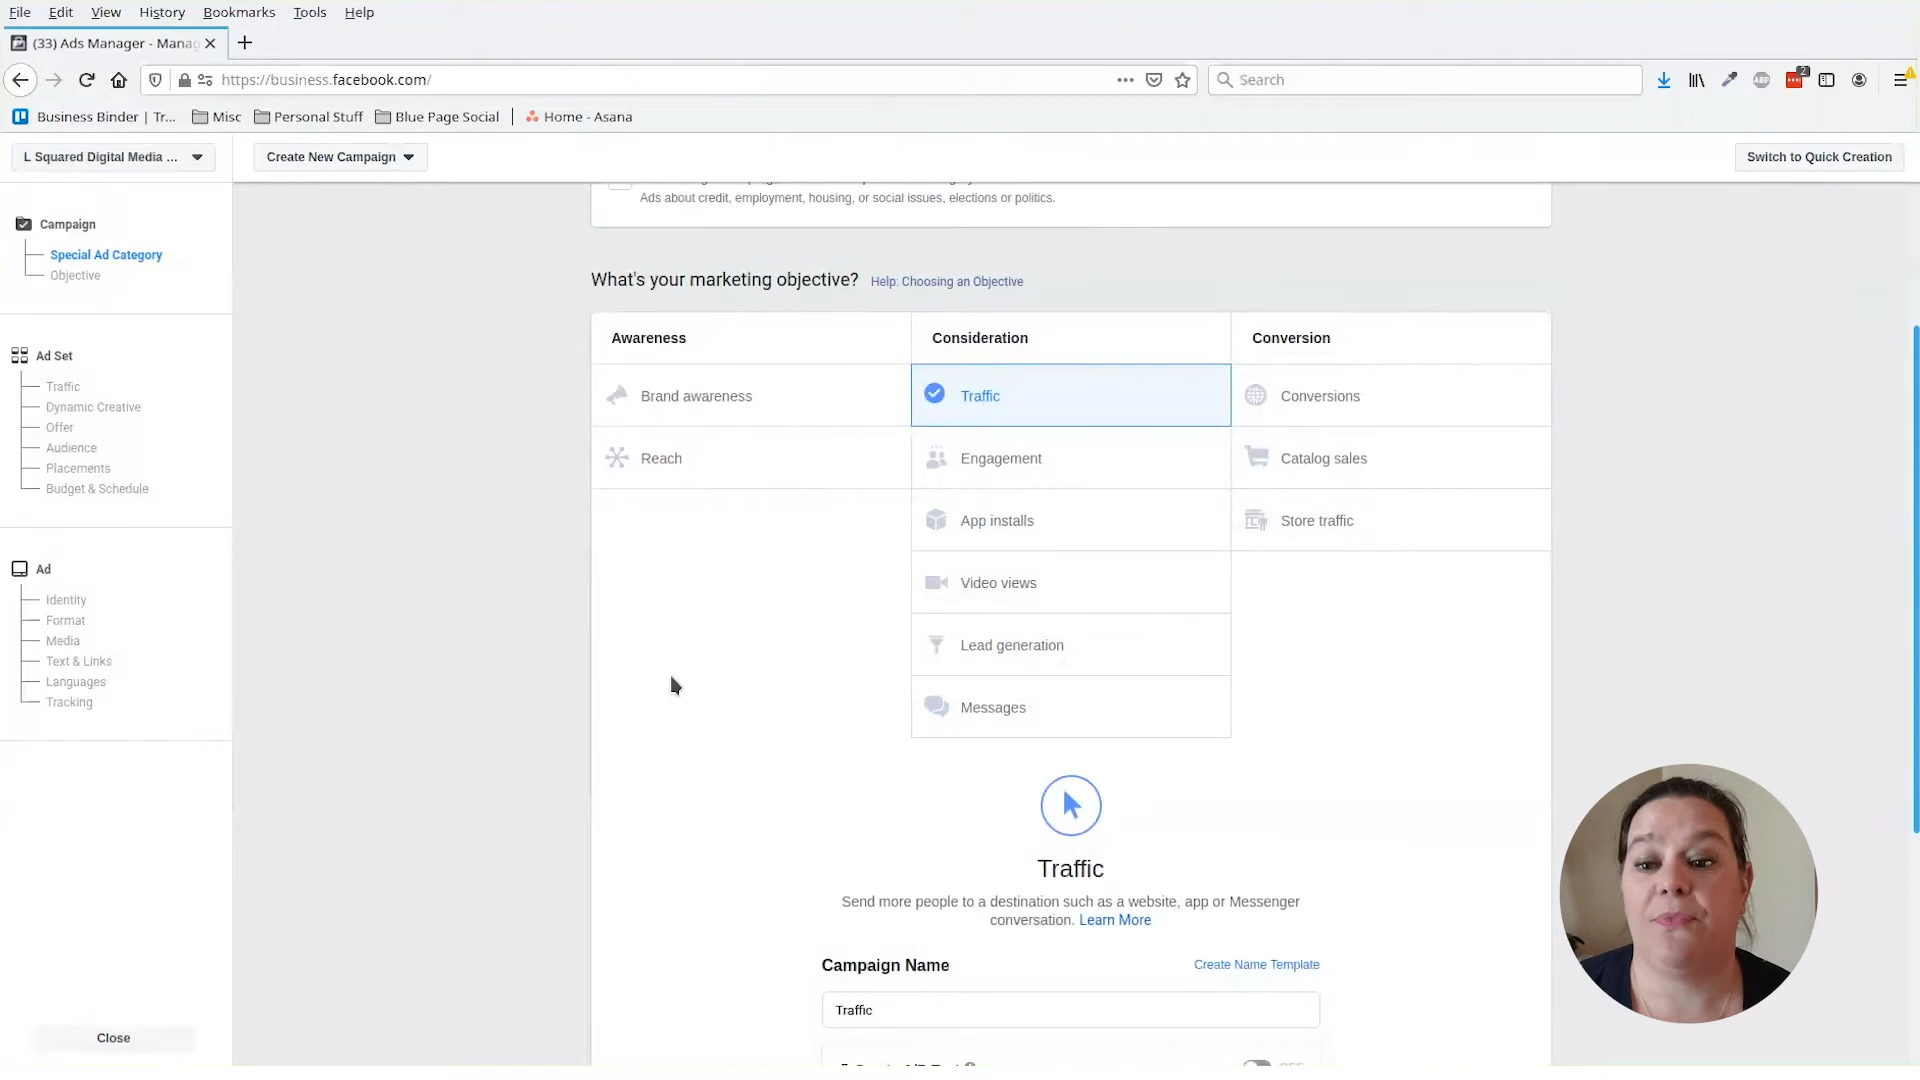 File Edit View History Bookmarks Tools Help
(33) Ads Manager - Manag
https://business.facebook.com/
Search
2
Business Binder | Tr... Misc Personal Stuff Blue Page Social Home - Asana
L Squared Digital Media ... Create New Campaign Switch to Quick Creation
Campaign
Special Ad Category
Objective
Ad Set
Traffic
Dynamic Creative
Offer
Audience
Placements
Budget & Schedule
Ad
Identity
Format
Media
Text & Links
Languages
Tracking
Close
Ads about credit, employment, housing, or social issues, elections or politics.
What's your marketing objective? Help: Choosing an Objective
Awareness Consideration Conversion
Brand awareness Traffic Conversions
Reach Engagement Catalog sales
App installs Store traffic
Video views
Lead generation
Messages
Traffic
Send more people to a destination such as a website, app or Messenger
conversation. Learn More
Campaign Name Create Name Template
Traffic